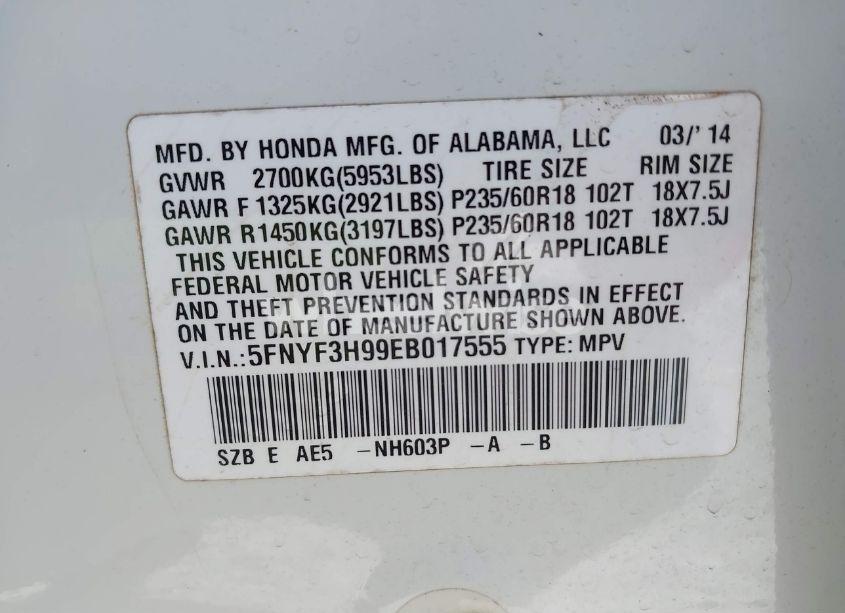 MFD. BY HONDA MFG. OF ALABAMA, LLC 03/'14
GVWR 2700KG(5953LBS) TIRE SIZE RIM SIZE
GAWR F 1325KG(2921LBS) P235/60R18 102T 18X7.5J
GAWR R1450KG(3197LBS) P235/60R18 102T 18X7.5J
THIS VEHICLE CONFORMS TO ALL APPLICABLE
FEDERAL MOTOR VEHICLE SAFETY
AND THEFT PREVENTION STANDARDS IN EFFECT
ON THE DATE OF MANUFACTURE SHOWN ABOVE.
V.I.N.:5FNYF3H99EB017555 TYPE: MPV
SZB E AE5 -NH603P -A -B